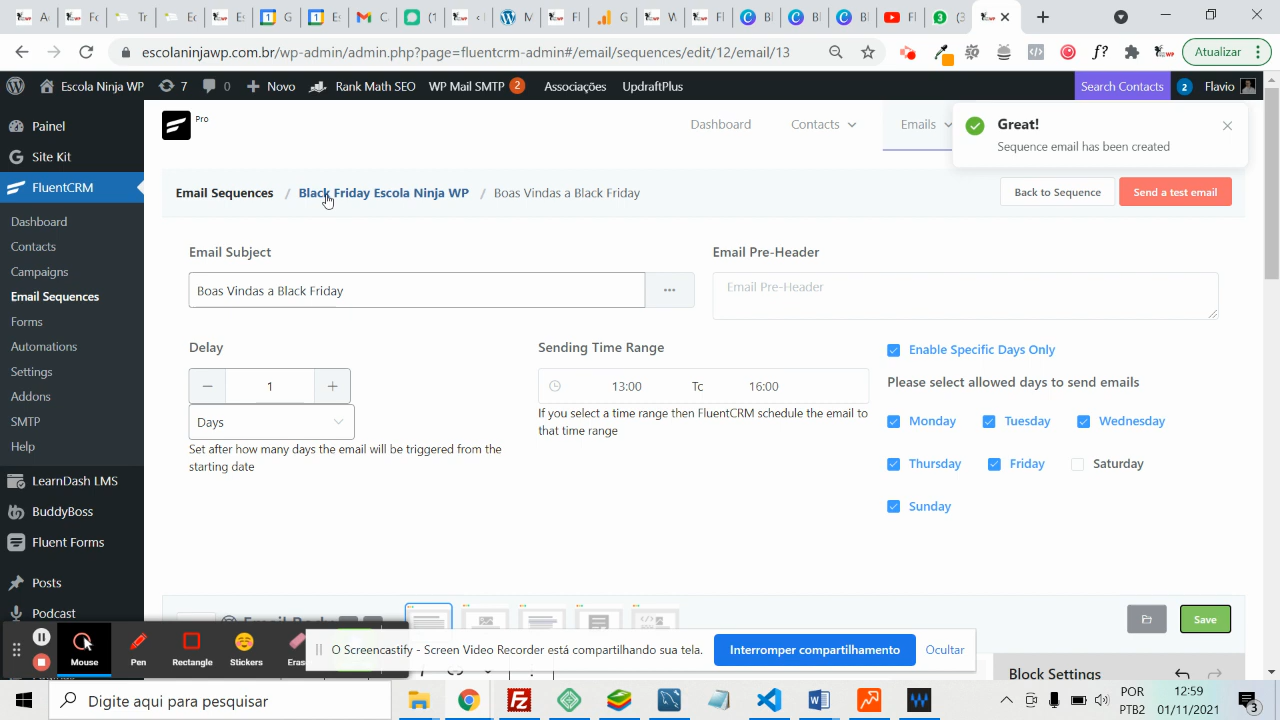 escolaninjawp.com.br/wp-admin/admin.php?page=fluentcrm-admin#/email/sequences/edit/12/email/13
Atualizar
Escola Ninja WP
7
0
Novo
Rank Math SEO
WP Mail SMTP 2
Associações
UpdraftPlus
Search Contacts
2
Flavio
Painel
Site Kit
FluentCRM
Dashboard
Contacts
Campaigns
Email Sequences
Forms
Automations
Settings
Addons
SMTP
Help
LearnDash LMS
BuddyBoss
Fluent Forms
Posts
Podcast
Pro
Dashboard
Contacts
Emails
Great!
Sequence email has been created
Email Sequences / Black Friday Escola Ninja WP / Boas Vindas a Black Friday
Back to Sequence
Send a test email
Email Subject
Boas Vindas a Black Friday
...
Email Pre-Header
Email Pre-Header
Delay
1
Days
Set after how many days the email will be triggered from the
starting date
Sending Time Range
13:00 Tc 16:00
If you select a time range then FluentCRM schedule the email to
that time range
Enable Specific Days Only
Please select allowed days to send emails
Monday
Tuesday
Wednesday
Thursday
Friday
Saturday
Sunday
Save
Block Settings
Mouse
Pen
Rectangle
Stickers
O Screencastify - Screen Video Recorder está compartilhando sua tela.
Interromper compartilhamento
Ocultar
Digite aqui para pesquisar
POR
PTB2
12:59
01/11/2021
3